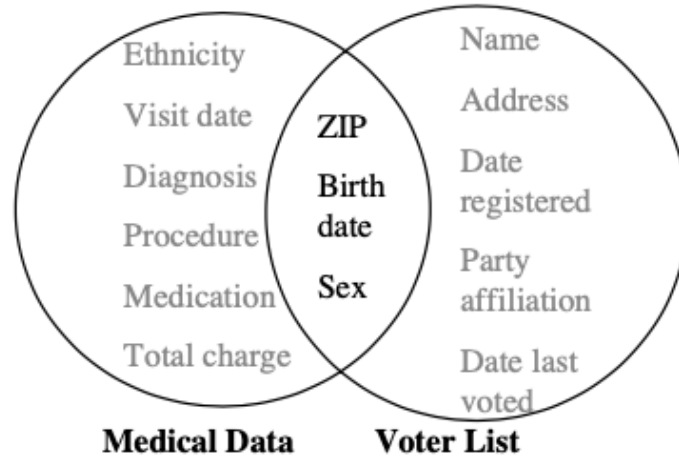 Ethnicity
Visit date
Diagnosis
Procedure
Medication
Total charge
ZIP
Birth
date
Sex
Name
Address
Date
registered
Party
affiliation
Date last
voted
Medical Data
Voter List